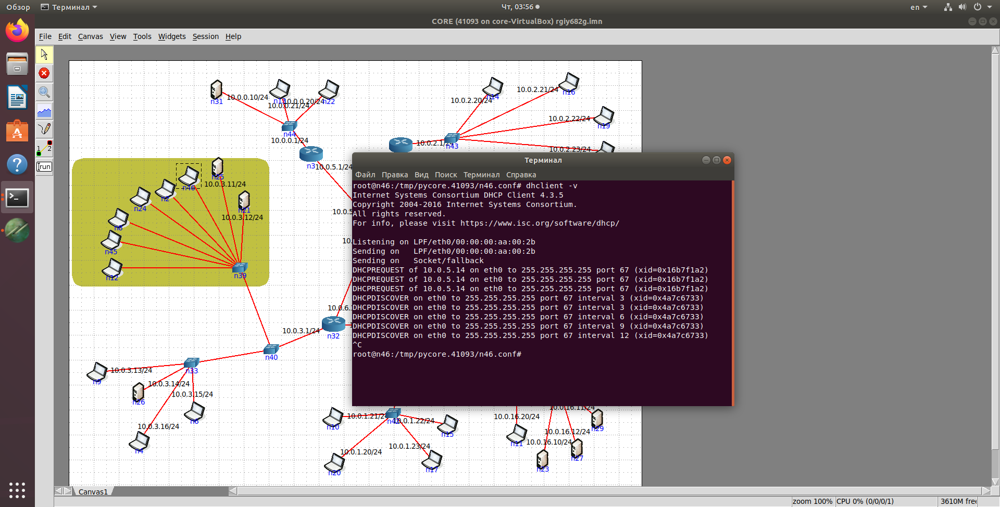 Обзор
Терминал
Чт, 03:56
en
CORE (41093 on core-VirtualBox) rgiy682g.imn
File Edit Canvas View Tools Widgets Session Help
run
n31
10.0.0.10/24
10.0.0.20/24
n22
10.0.0.21/24
n44
10.0.0.1/24
n3
10.0.5.1/24
n14
10.0.2.20/24
10.0.2.21/24
n16
10.0.2.22/24
n19
10.0.2.1/24
n43
10.0.2.23/24
n25
10.0.3.11/24
n46
n2
n24
n21
10.0.3.12/24
n8
n45
n12
n39
10.0.5
10.
10.0.6.
10.0.3.1/24
n32
n40
n33
n9
10.0.3.13/24
10.0.3.14/24
n26
10.0.3.15/24
n6
10.0.3.16/24
n4
n10
10.0.1.21/24
n42
10.0.1.22/24
n15
10.0.1.20/24
n20
10.0.1.23/24
n17
10.0.16.20/24
n11
10.0.16.11/24
n29
10.0.16.12/24
n27
10.0.16.10/24
n23
Терминал
Файл Правка Вид Поиск Терминал Справка
root@n46:/tmp/pycore.41093/n46.conf# dhclient -v
Internet Systems Consortium DHCP Client 4.3.5
Copyright 2004-2016 Internet Systems Consortium.
All rights reserved.
For info, please visit https://www.isc.org/software/dhcp/
Listening on LPF/eth0/00:00:00:aa:00:2b
Sending on   LPF/eth0/00:00:00:aa:00:2b
Sending on   Socket/fallback
DHCPREQUEST of 10.0.5.14 on eth0 to 255.255.255.255 port 67 (xid=0x16b7f1a2)
DHCPREQUEST of 10.0.5.14 on eth0 to 255.255.255.255 port 67 (xid=0x16b7f1a2)
DHCPREQUEST of 10.0.5.14 on eth0 to 255.255.255.255 port 67 (xid=0x16b7f1a2)
DHCPDISCOVER on eth0 to 255.255.255.255 port 67 interval 3 (xid=0x4a7c6733)
DHCPDISCOVER on eth0 to 255.255.255.255 port 67 interval 3 (xid=0x4a7c6733)
DHCPDISCOVER on eth0 to 255.255.255.255 port 67 interval 6 (xid=0x4a7c6733)
DHCPDISCOVER on eth0 to 255.255.255.255 port 67 interval 9 (xid=0x4a7c6733)
DHCPDISCOVER on eth0 to 255.255.255.255 port 67 interval 12 (xid=0x4a7c6733)
^C
root@n46:/tmp/pycore.41093/n46.conf#
Canvas1
zoom 100%
CPU 0% (0/0/0/1)
3610M free